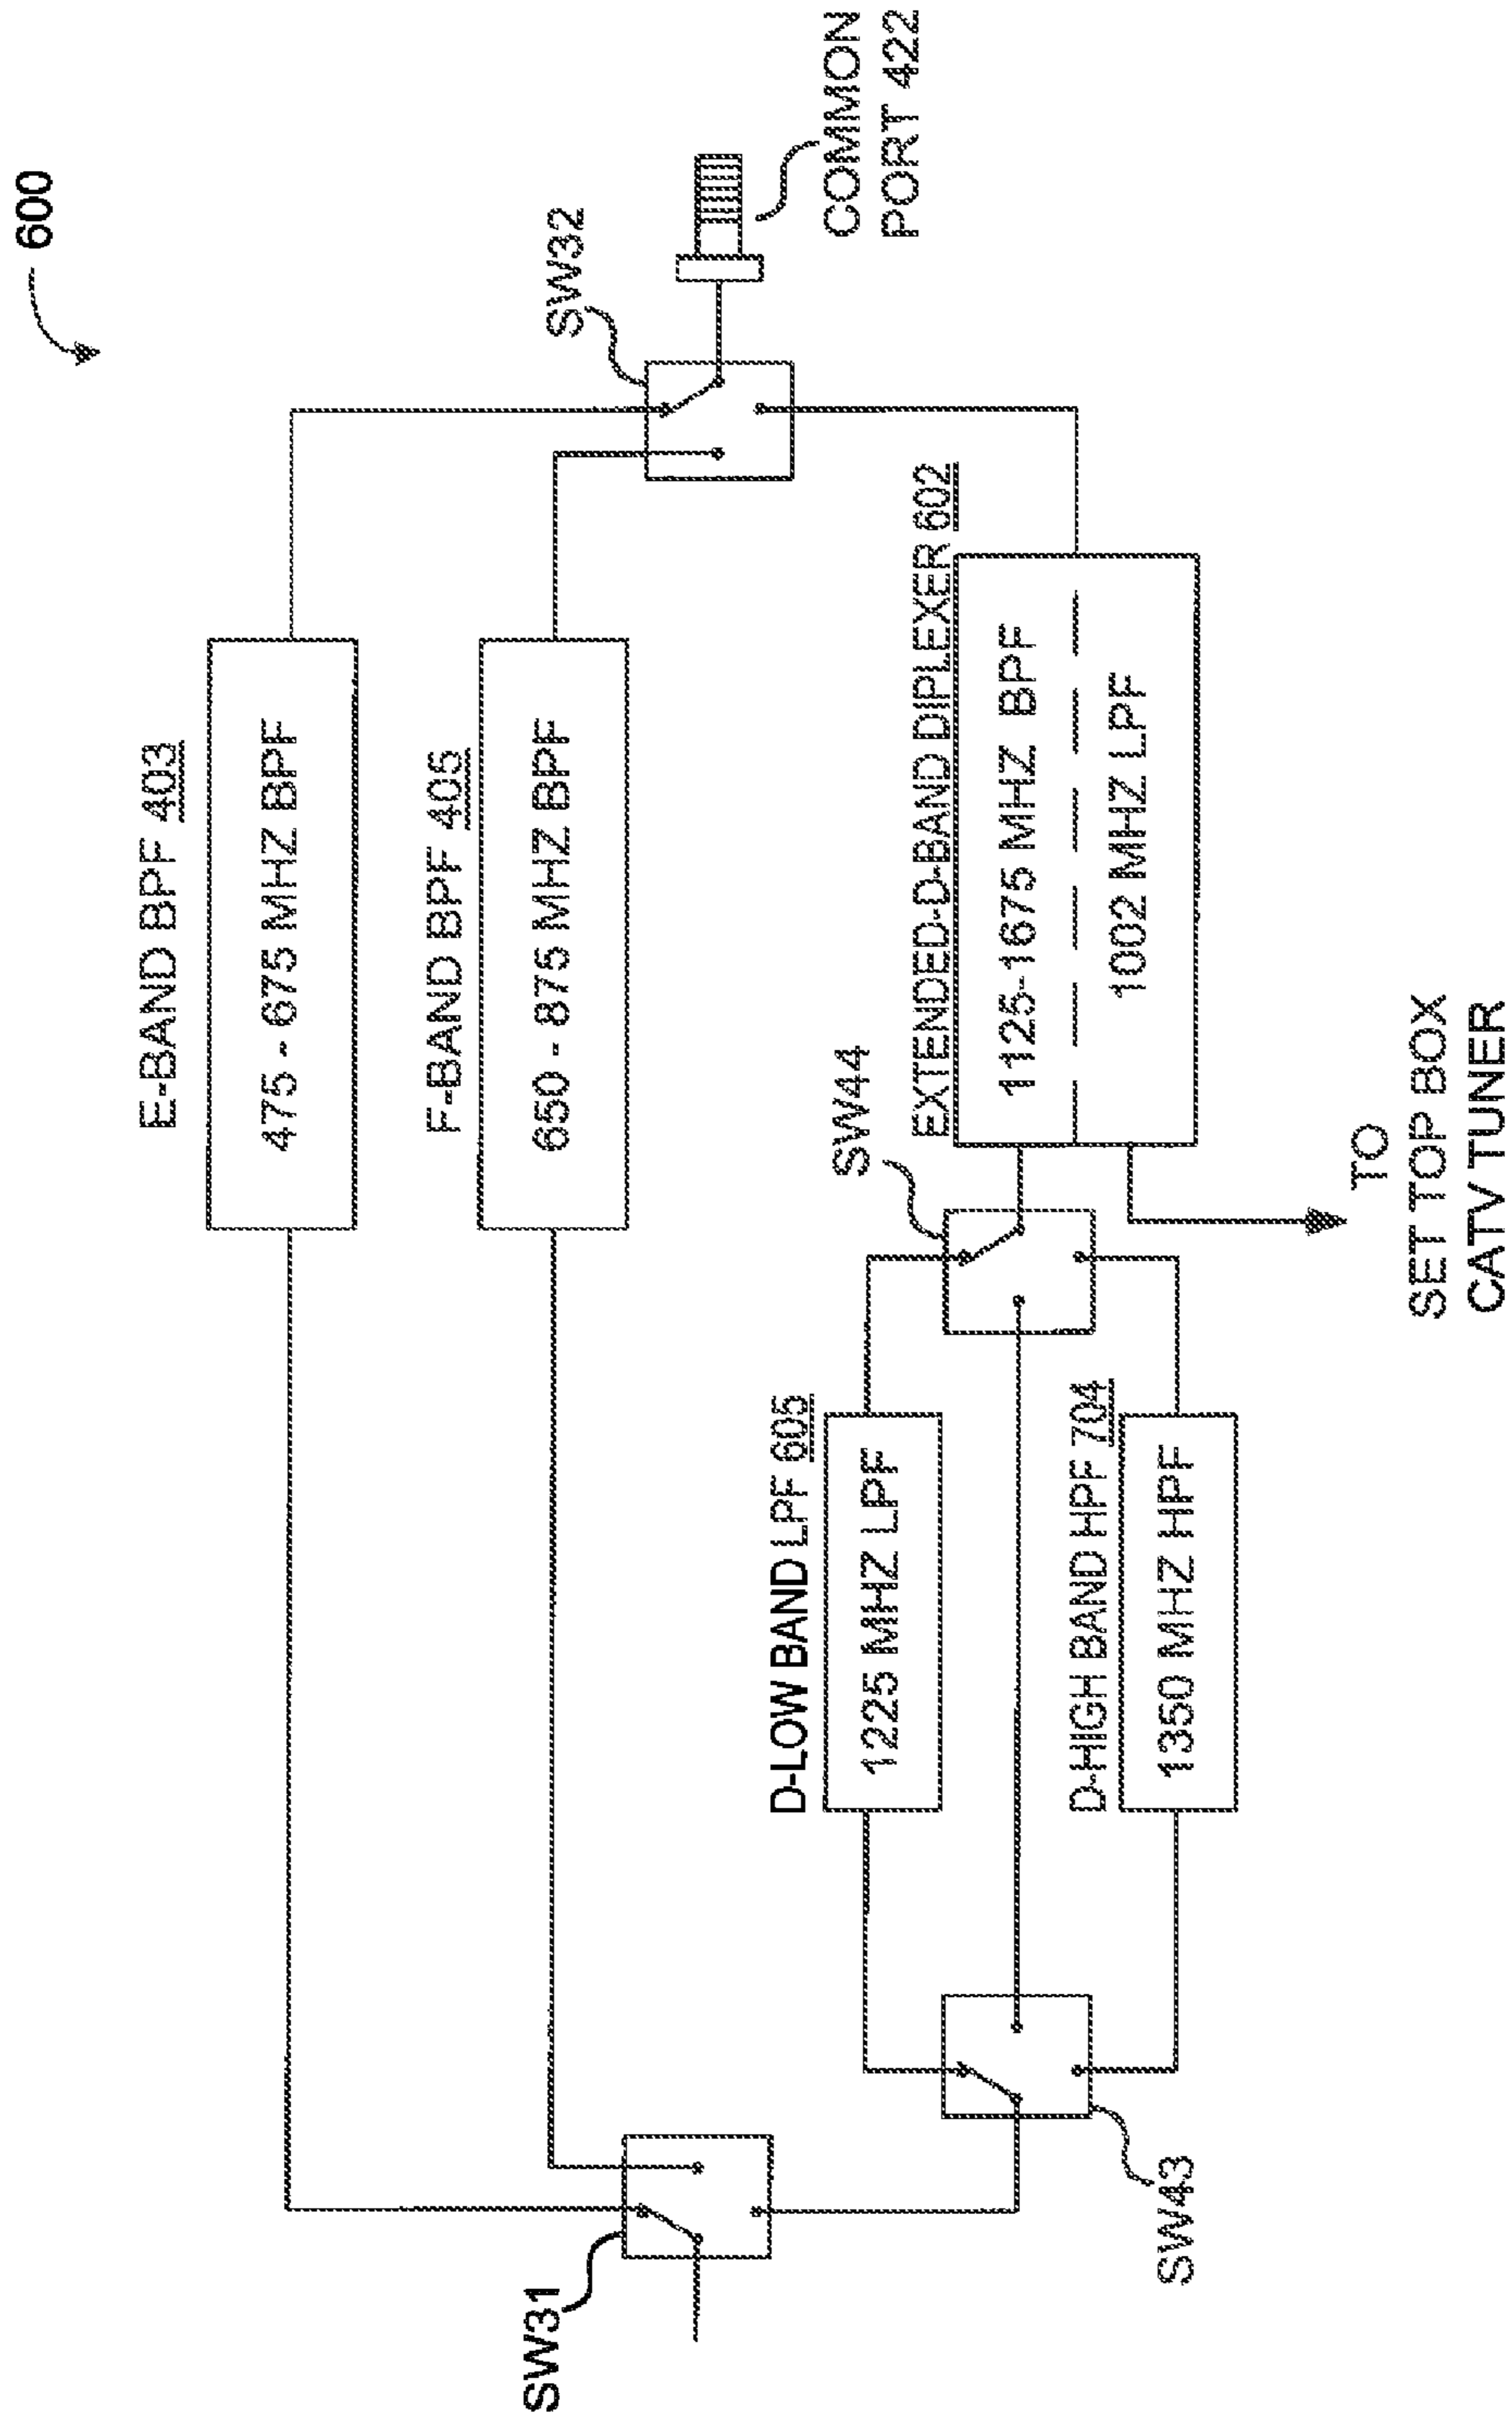 600
E-BAND BPF 403
475 - 675 MHZ BPF
F-BAND BPF 405
650 - 875 MHZ BPF
SW31
SW32
COMMON
PORT 422
D-LOW BAND LPF 605
1225 MHZ LPF
SW44
EXTENDED-D-BAND DIPLEXER 602
1125-1675 MHZ BPF
1002 MHZ LPF
D-HIGH BAND HPF 704
1350 MHZ HPF
SW43
TO
SET TOP BOX
CATV TUNER